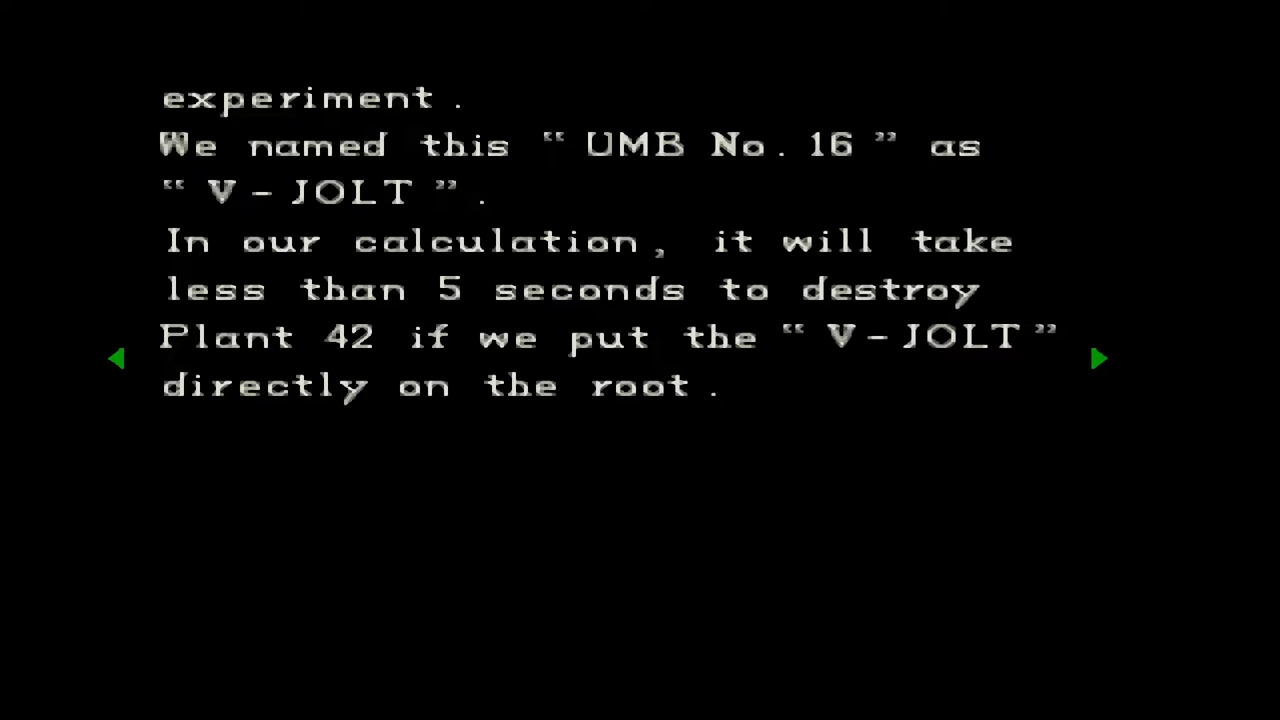 experiment.
We named this "UMB No.16" as
"V-JOLT".
In our calculation, it will take
less than 5 seconds to destroy
Plant 42 if we put the "V-JOLT"
directly on the root.